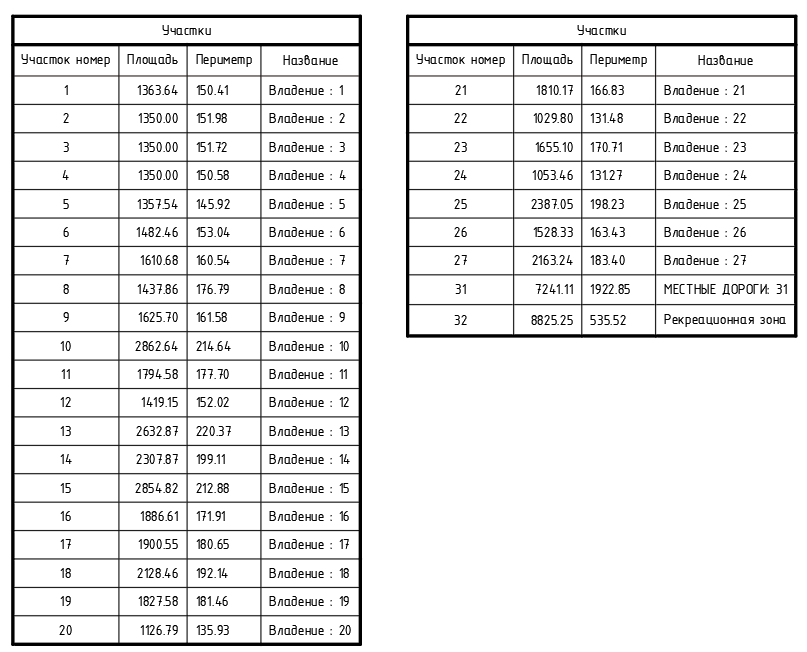 Участки
Участок номер Площадь Периметр Название
1 1363.64 150.41 Владение : 1
2 1350.00 151.98 Владение : 2
3 1350.00 151.72 Владение : 3
4 1350.00 150.58 Владение : 4
5 1357.54 145.92 Владение : 5
6 1482.46 153.04 Владение : 6
7 1610.68 160.54 Владение : 7
8 1437.86 176.79 Владение : 8
9 1625.70 161.58 Владение : 9
10 2862.64 214.64 Владение : 10
11 1794.58 177.70 Владение : 11
12 1419.15 152.02 Владение : 12
13 2632.87 220.37 Владение : 13
14 2307.87 199.11 Владение : 14
15 2854.82 212.88 Владение : 15
16 1886.61 171.91 Владение : 16
17 1900.55 180.65 Владение : 17
18 2128.46 192.14 Владение : 18
19 1827.58 181.46 Владение : 19
20 1126.79 135.93 Владение : 20
Участки
Участок номер Площадь Периметр Название
21 1810.17 166.83 Владение : 21
22 1029.80 131.48 Владение : 22
23 1655.10 170.71 Владение : 23
24 1053.46 131.27 Владение : 24
25 2387.05 198.23 Владение : 25
26 1528.33 163.43 Владение : 26
27 2163.24 183.40 Владение : 27
31 7241.11 1922.85 МЕСТНЫЕ ДОРОГИ: 31
32 8825.25 535.52 Рекреационная зона